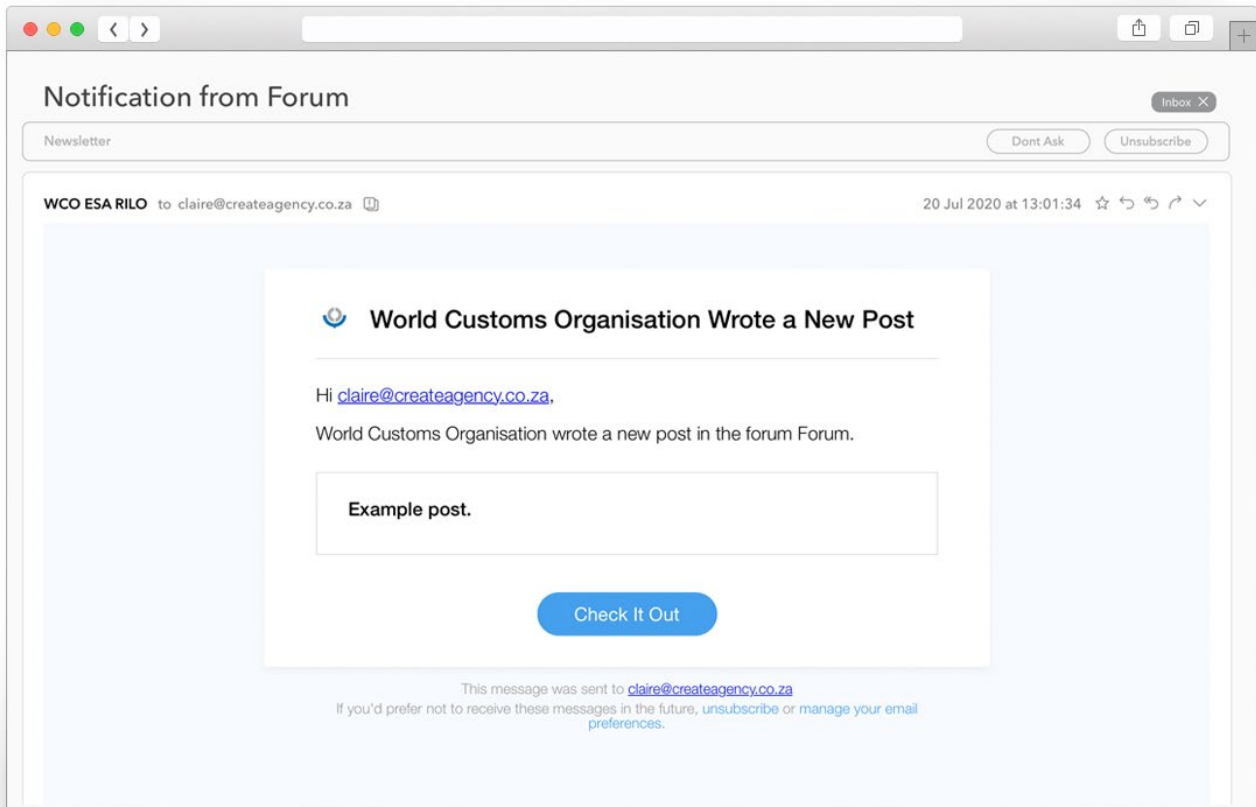 Notification from Forum
Inbox X
Newsletter
Dont Ask
Unsubscribe
WCO ESA RILO to claire@createagency.co.za
20 Jul 2020 at 13:01:34
World Customs Organisation Wrote a New Post
Hi claire@createagency.co.za,
World Customs Organisation wrote a new post in the forum Forum.
Example post.
Check It Out
This message was sent to claire@createagency.co.za
If you'd prefer not to receive these messages in the future, unsubscribe or manage your email
preferences.